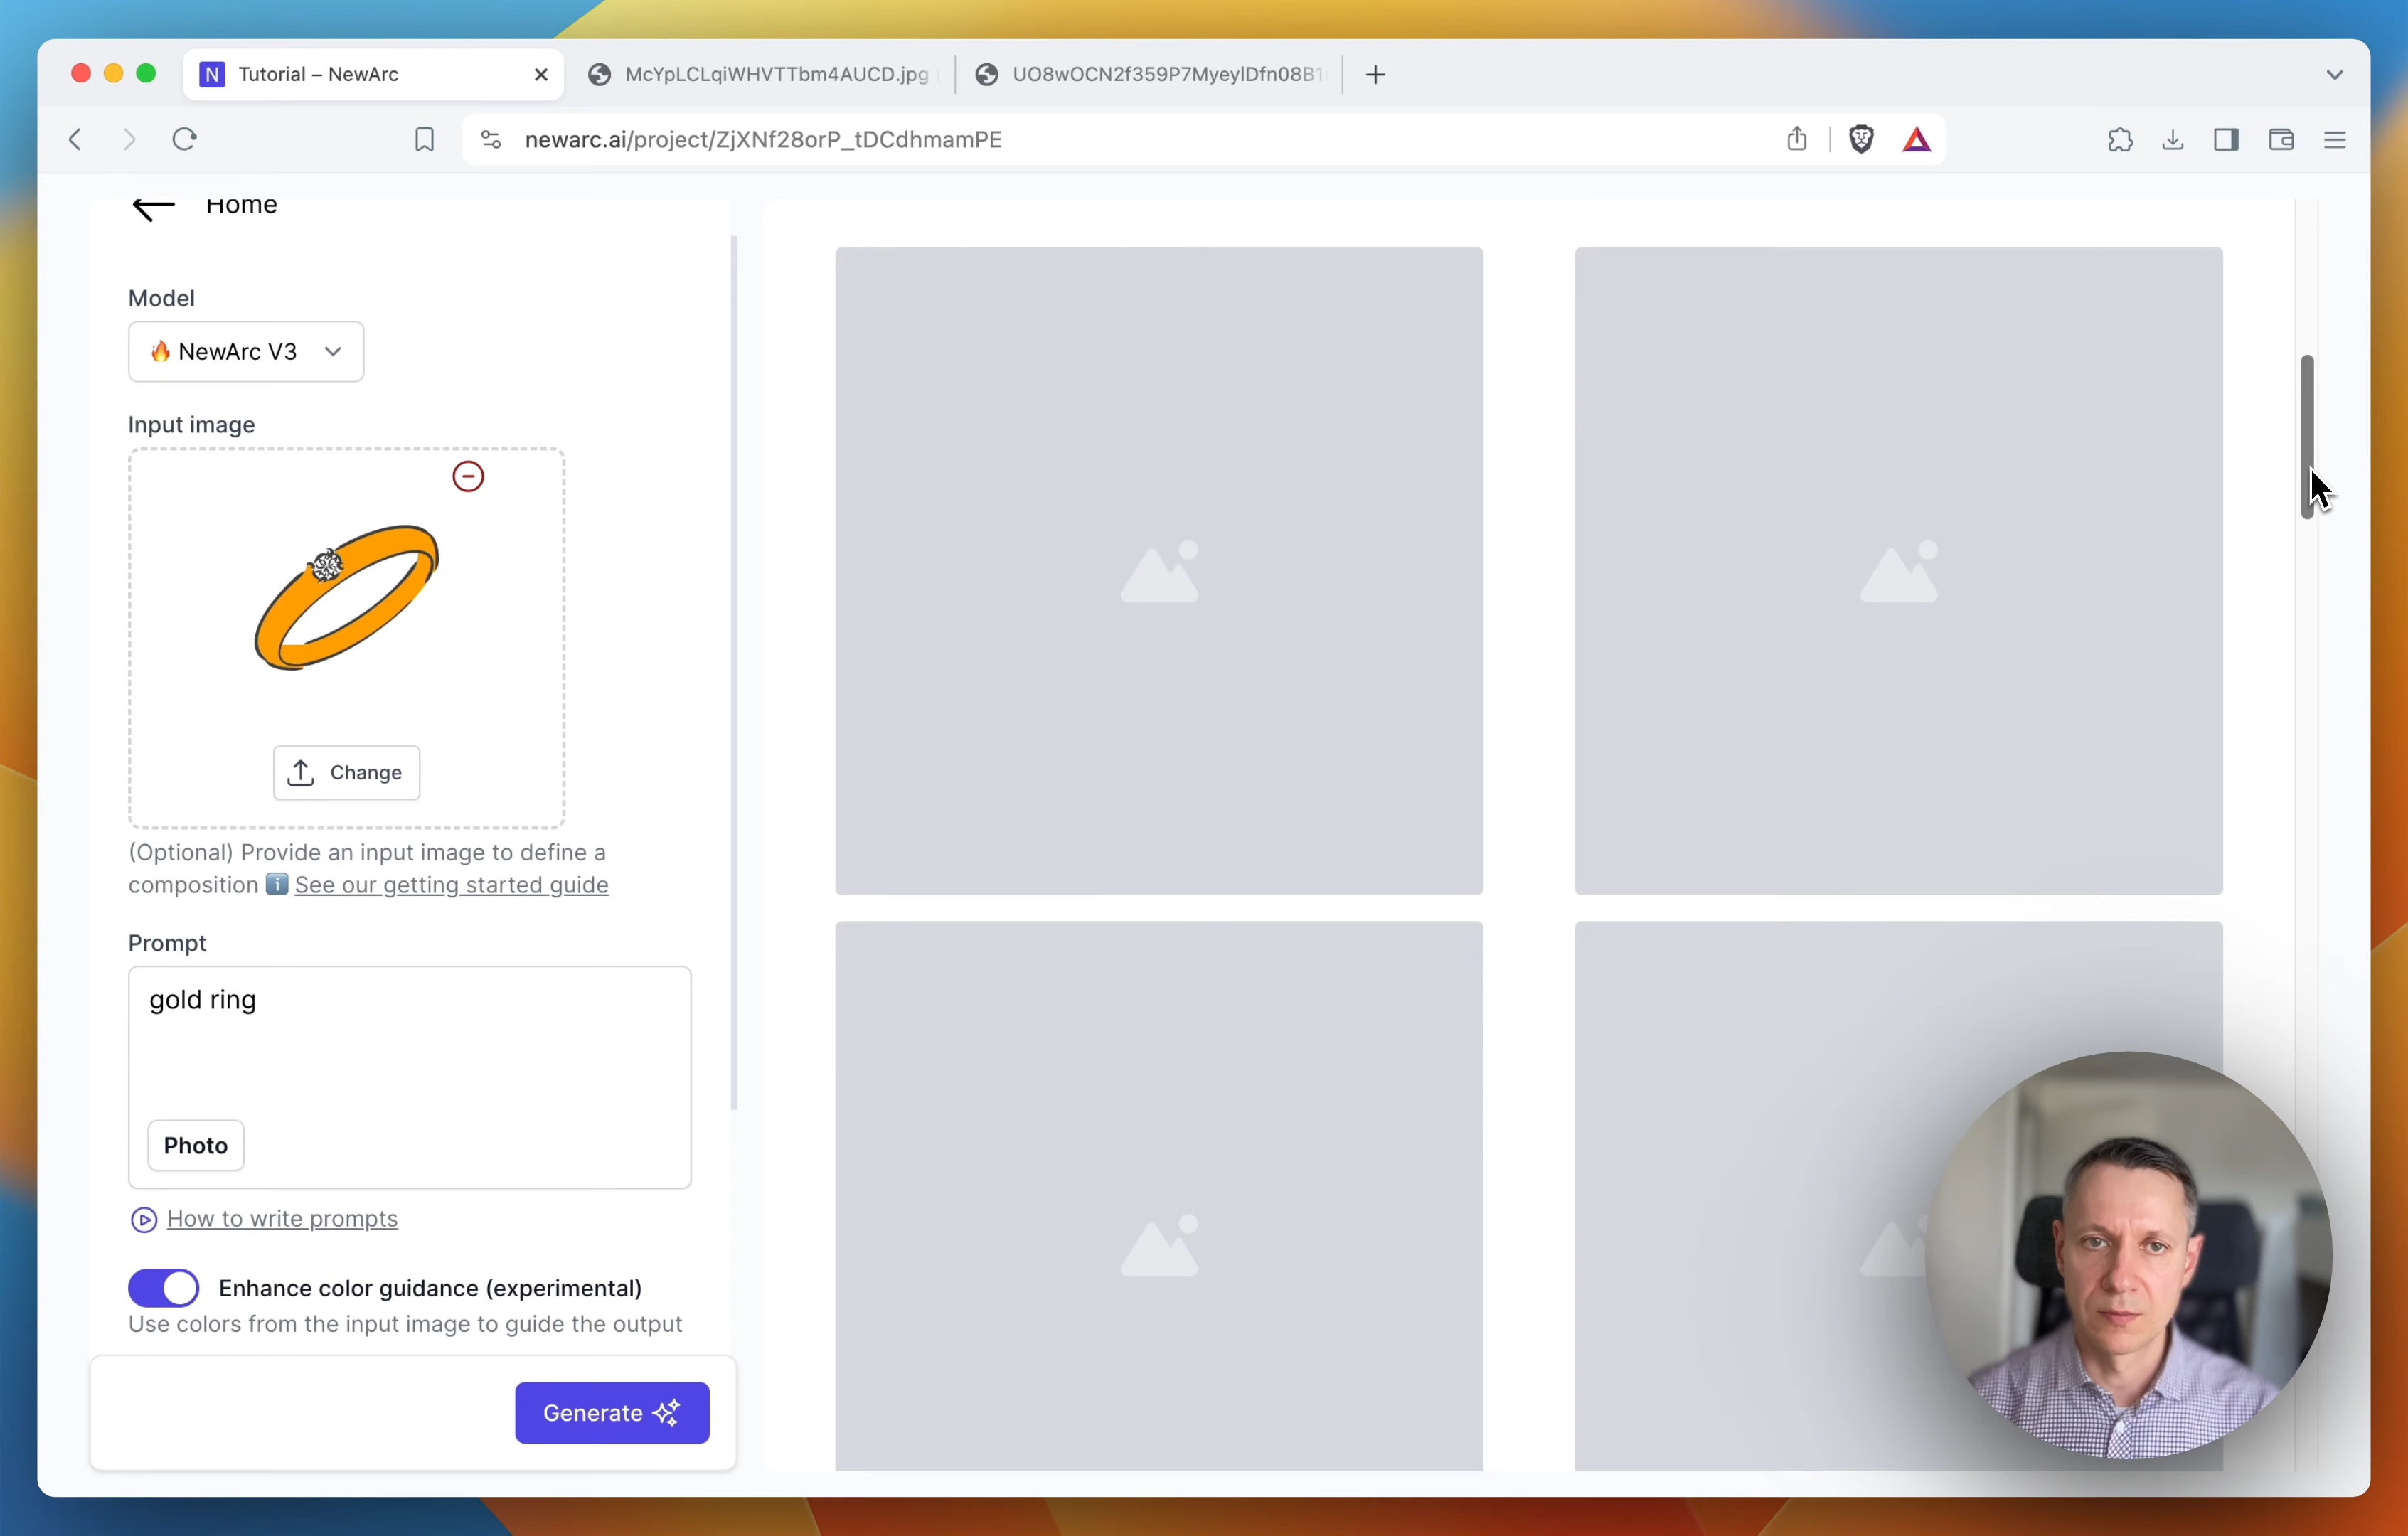 N Tutorial – NewArc
McYpLCLqiWHVTTbm4AUCD.jpg
newarc.ai/project/ZjXNf28orP_tDCdhmamPE
Home
Model
🔥 NewArc V3
Input image
Change
(Optional) Provide an input image to define a
composition ℹ️ See our getting started guide
Prompt
gold ring
Photo
How to write prompts
Enhance color guidance (experimental)
Use colors from the input image to guide the output
Generate